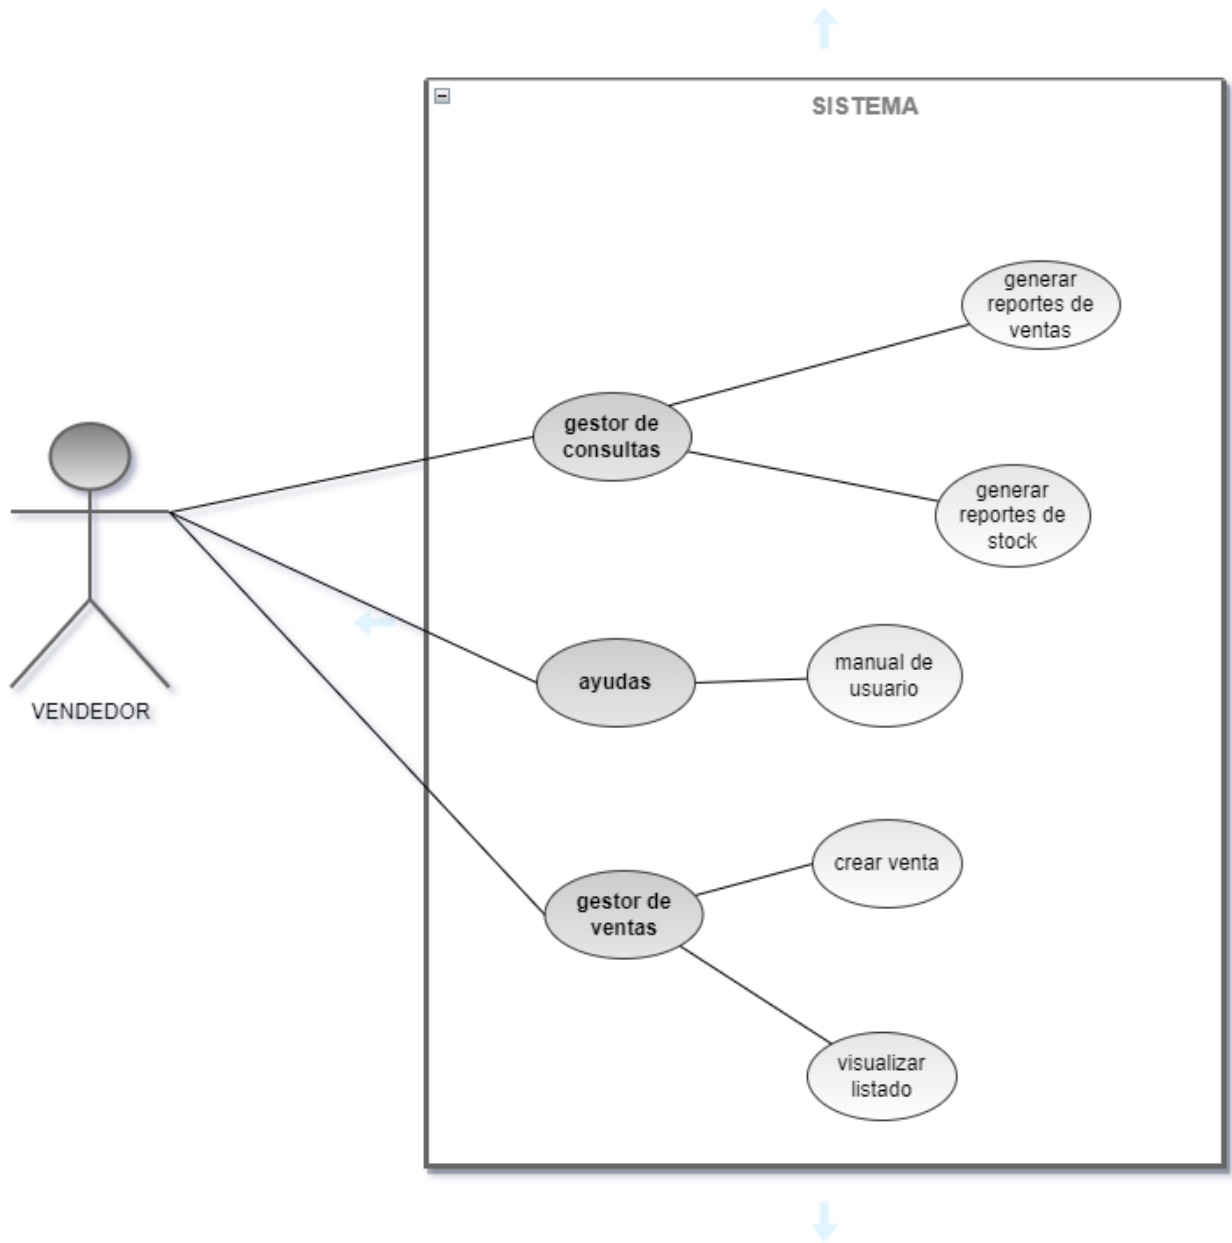 SISTEMA
generar
reportes de
ventas
gestor de
consultas
generar
reportes de
stock
VENDEDOR
ayudas
manual de
usuario
gestor de
ventas
crear venta
visualizar
listado